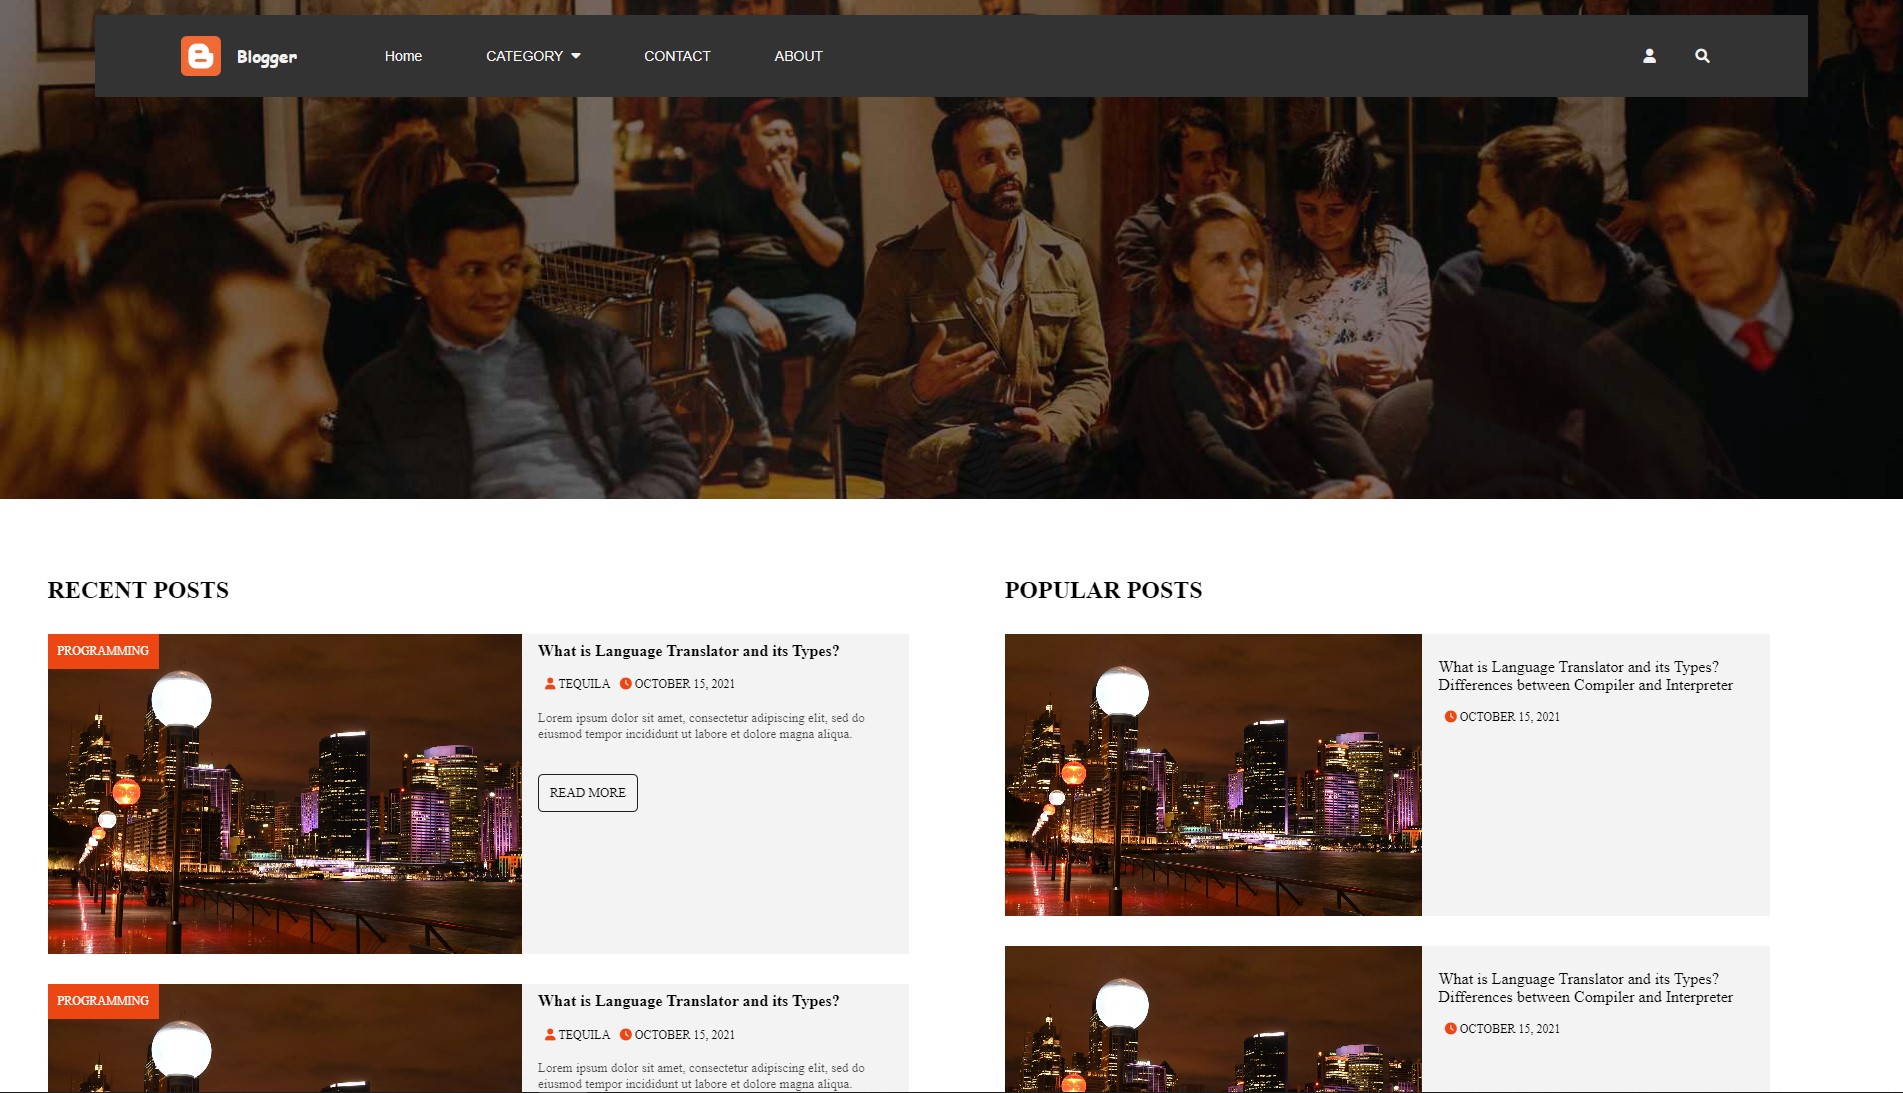 Blogger
Home
CATEGORY
CONTACT
ABOUT
RECENT POSTS
PROGRAMMING
What is Language Translator and its Types?
TEQUILA OCTOBER 15, 2021
Lorem ipsum dolor sit amet, consectetur adipiscing elit, sed do
eiusmod tempor incididunt ut labore et dolore magna aliqua.
READ MORE
PROGRAMMING
What is Language Translator and its Types?
TEQUILA OCTOBER 15, 2021
Lorem ipsum dolor sit amet, consectetur adipiscing elit, sed do
eiusmod tempor incididunt ut labore et dolore magna aliqua.
POPULAR POSTS
What is Language Translator and its Types?
Differences between Compiler and Interpreter
OCTOBER 15, 2021
What is Language Translator and its Types?
Differences between Compiler and Interpreter
OCTOBER 15, 2021